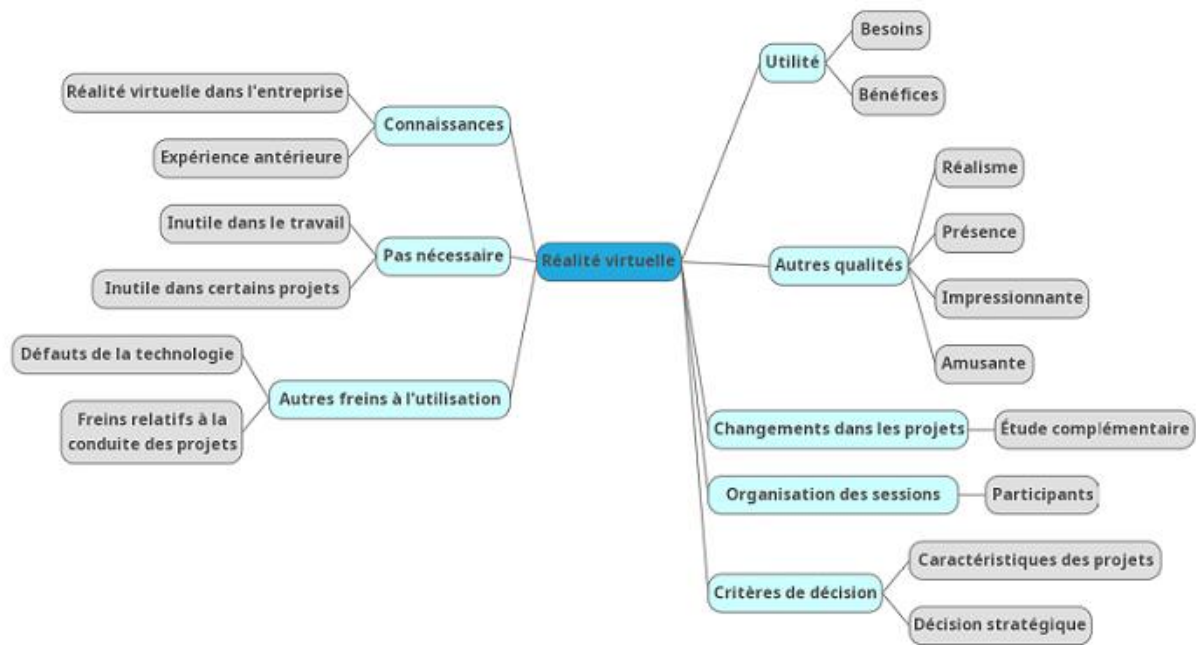 Réalité virtuelle
Connaissances
Réalité virtuelle dans l'entreprise
Expérience antérieure
Pas nécessaire
Inutile dans le travail
Inutile dans certains projets
Autres freins à l'utilisation
Défauts de la technologie
Freins relatifs à la
conduite des projets
Utilité
Besoins
Bénéfices
Autres qualités
Réalisme
Présence
Impressionnante
Amusante
Changements dans les projets
Étude complémentaire
Organisation des sessions
Participants
Critères de décision
Caractéristiques des projets
Décision stratégique